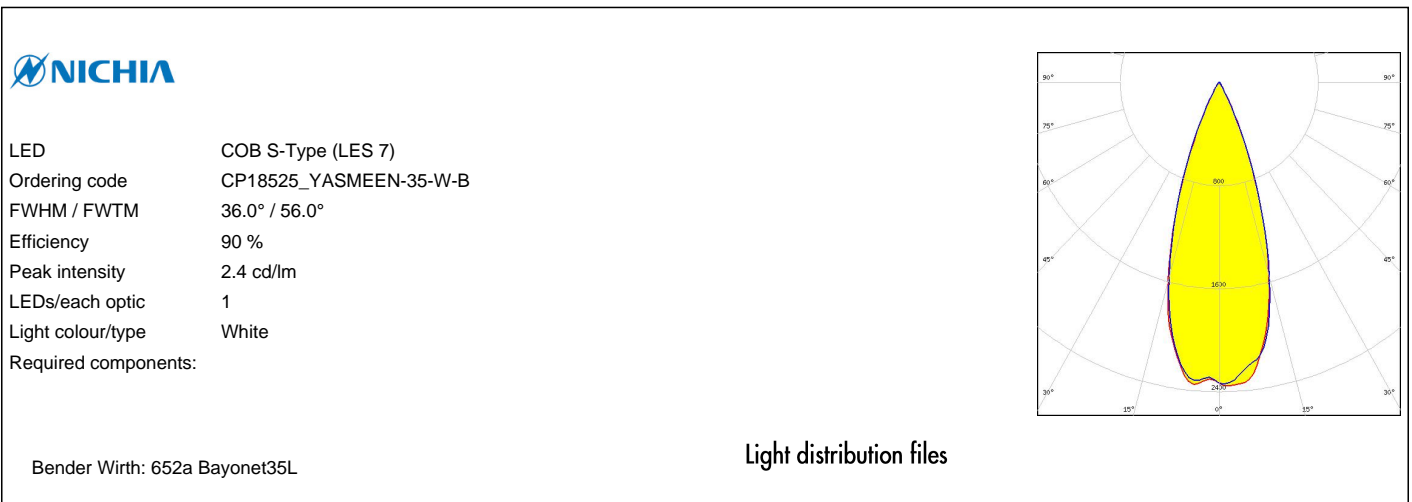 NICHIA
LED COB S-Type (LES 7)
Ordering code CP18525_YASMEEN-35-W-B
FWHM / FWTM 36.0° / 56.0°
Efficiency 90 %
Peak intensity 2.4 cd/lm
LEDs/each optic 1
Light colour/type White
Required components:
Bender Wirth: 652a Bayonet35L
Light distribution files
90° 90°
75° 75°
60° 800 60°
45° 45°
1600
30° 2400 30°
15° 0° 15°